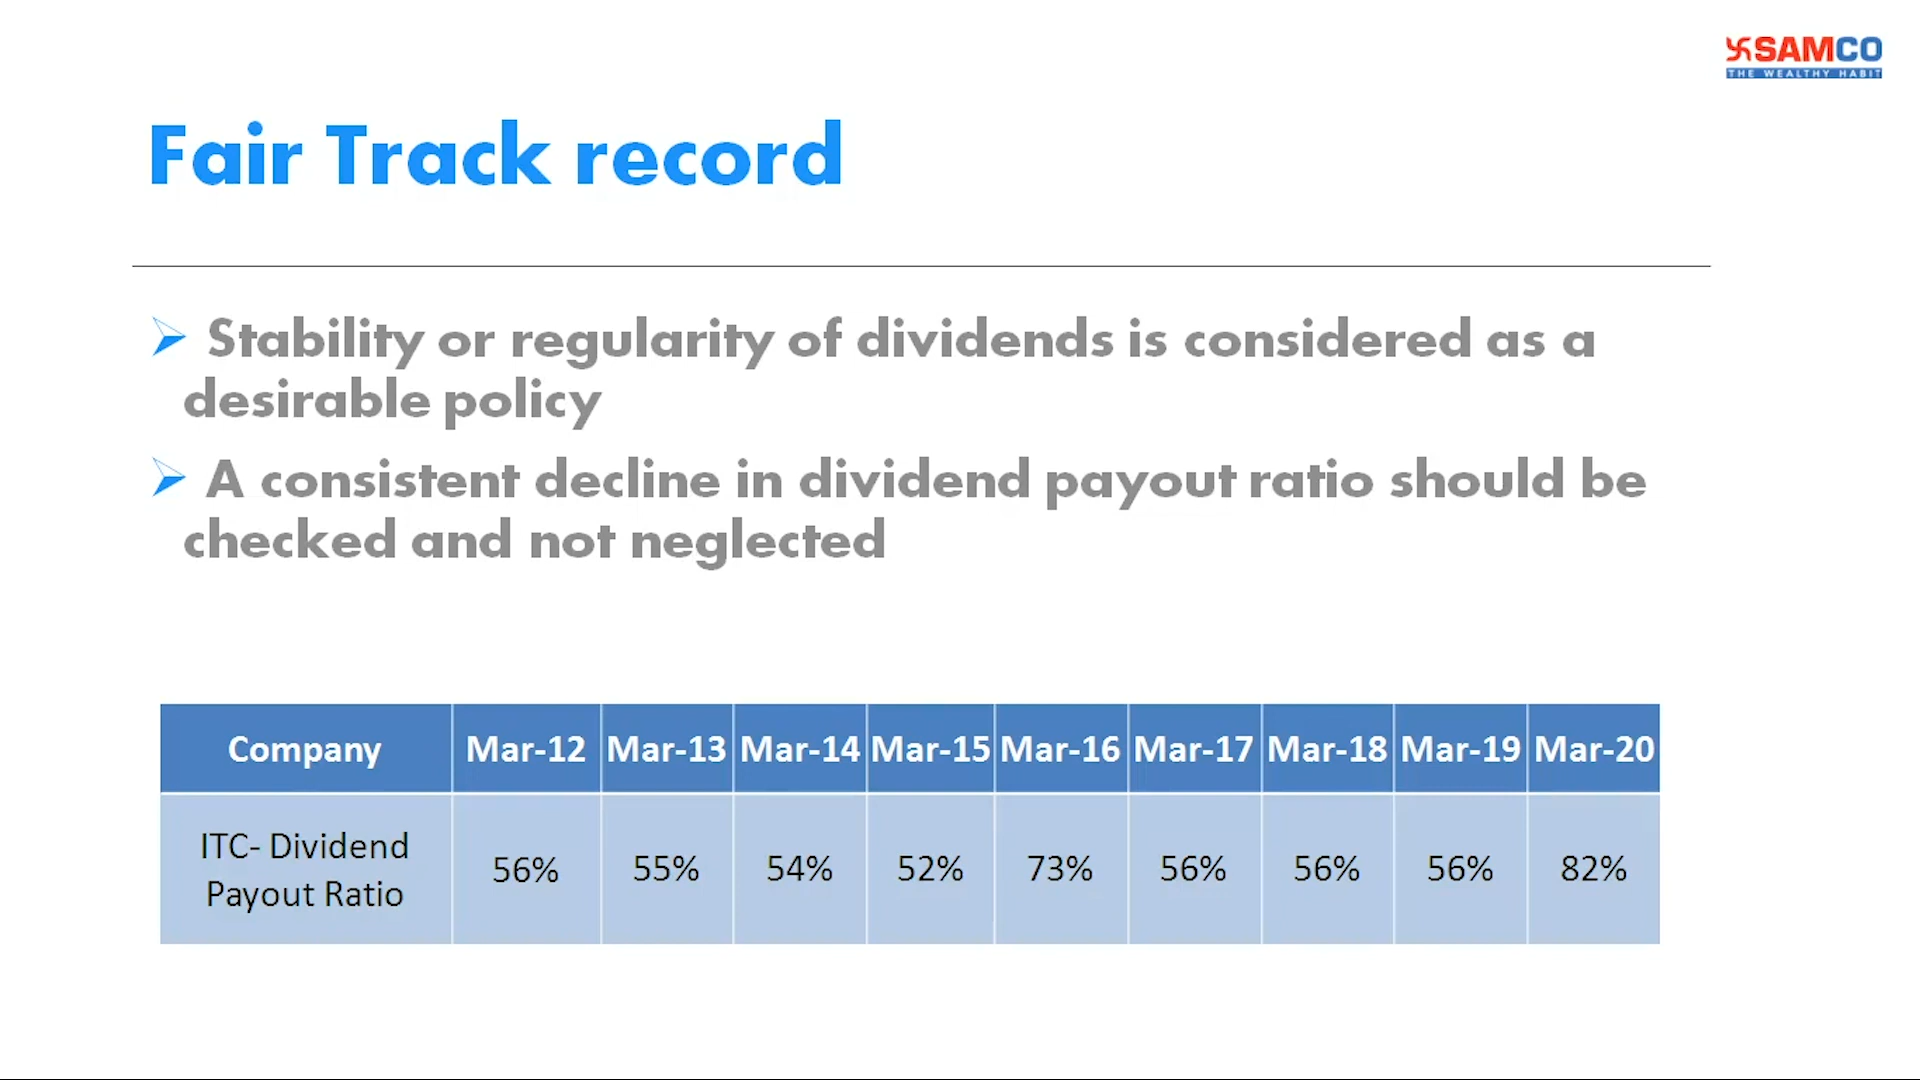 SAMCO
THE WEALTHY HABIT
Fair Track record
Stability or regularity of dividends is considered as a
desirable policy
A consistent decline in dividend payout ratio should be
checked and not neglected
Company Mar-12 Mar-13 Mar-14 Mar-15 Mar-16 Mar-17 Mar-18 Mar-19 Mar-20
ITC- Dividend
Payout Ratio 56% 55% 54% 52% 73% 56% 56% 56% 82%